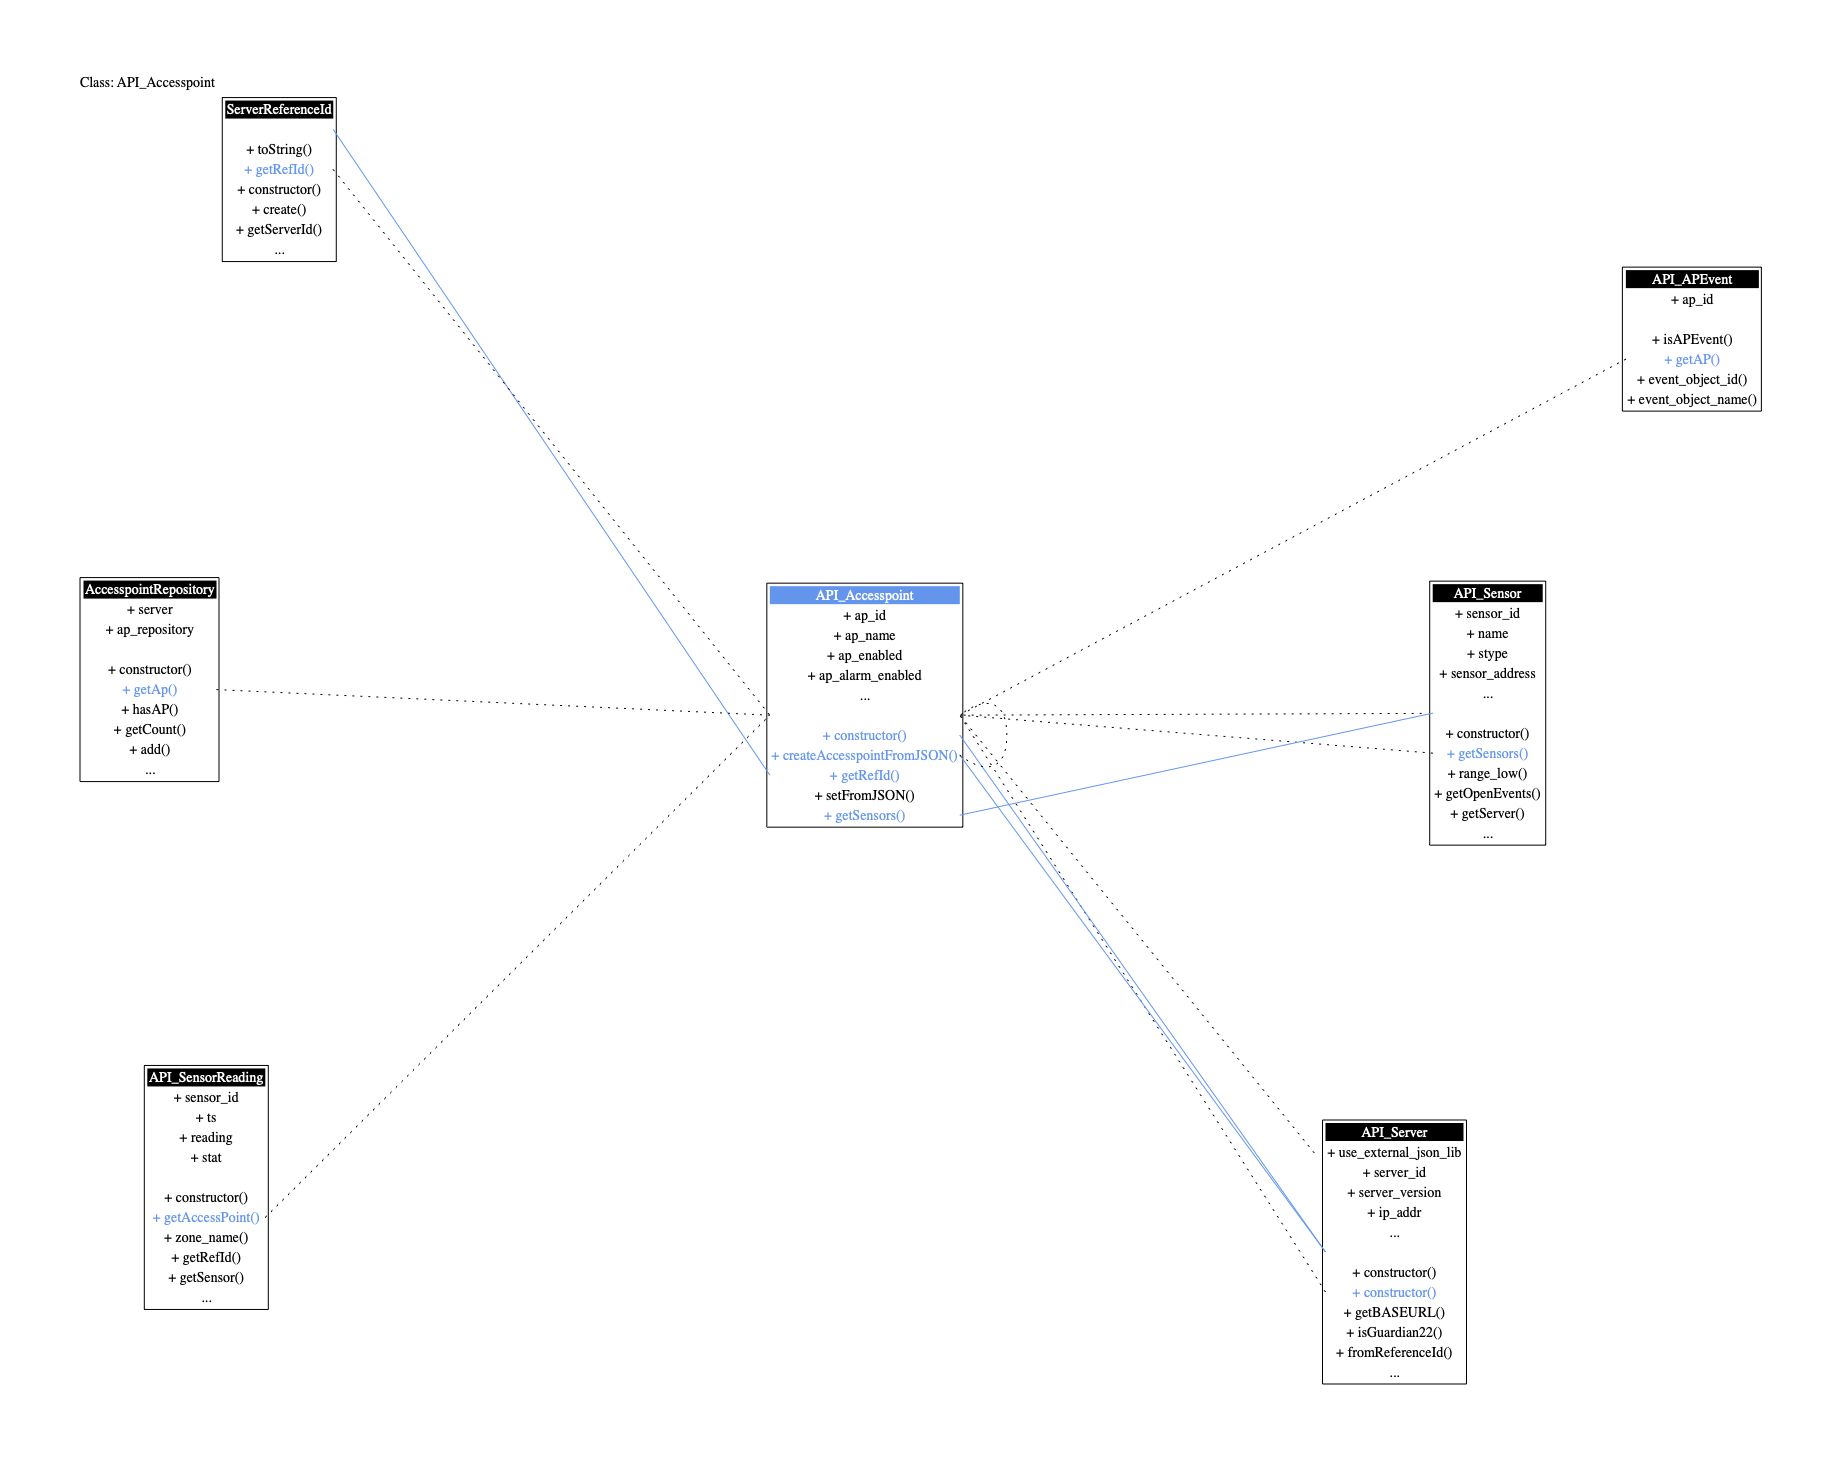 Class: API_Accesspoint
ServerReferenceId
+ toString()
+ getRefId()
+ constructor()
+ create()
+ getServerId()
...
API_APEvent
+ ap_id
+ isAPEvent()
+ getAP()
+ event_object_id()
+ event_object_name()
AccesspointRepository
+ server
+ ap_repository
+ constructor()
+ getAp()
+ hasAP()
+ getCount()
+ add()
...
API_Accesspoint
+ ap_id
+ ap_name
+ ap_enabled
+ ap_alarm_enabled
...
+ constructor()
+ createAccesspointFromJSON()
+ getRefId()
+ setFromJSON()
+ getSensors()
API_Sensor
+ sensor_id
+ name
+ stype
+ sensor_address
...
+ constructor()
+ getSensors()
+ range_low()
+ getOpenEvents()
+ getServer()
...
API_SensorReading
+ sensor_id
+ ts
+ reading
+ stat
+ constructor()
+ getAccessPoint()
+ zone_name()
+ getRefId()
+ getSensor()
...
API_Server
+ use_external_json_lib
+ server_id
+ server_version
+ ip_addr
...
+ constructor()
+ constructor()
+ getBASEURL()
+ isGuardian22()
+ fromReferenceId()
...